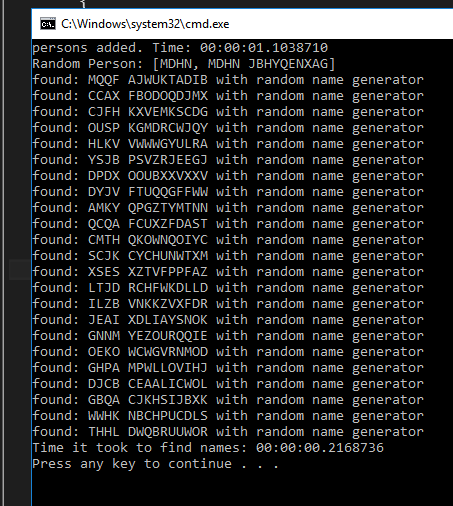 C:\Windows\system32\cmd.exe
persons added. Time: 00:00:01.1038710
Random Person: [MDHN, MDHN JBHYQENXAG]
found: MQQF AJWUKTADIB with random name generator
found: CCAX FBODOQDJMX with random name generator
found: CJFH KXVEMKSCDG with random name generator
found: OUSP KGMDRCWJQY with random name generator
found: HLKV VWWWGYULRA with random name generator
found: YSJB PSVZRJEEGJ with random name generator
found: DPDX OOUBXXVXXV with random name generator
found: DYJV FTUQQGFFWW with random name generator
found: AMKY QPGZTYMTNN with random name generator
found: QCQA FCUXZFDAST with random name generator
found: CMTH QKOWNQOIYC with random name generator
found: SCJK CYCHUNWTXM with random name generator
found: XSES XZTVFPPFAZ with random name generator
found: LTJD RCHFWKDLLD with random name generator
found: ILZB VNKKZVXFDR with random name generator
found: JEAI XDLIAYSNOK with random name generator
found: GNNM YEZOURQQIE with random name generator
found: OEKO WCWGVRNMOD with random name generator
found: GHPA MPWLLOVIHJ with random name generator
found: DJCB CEAALICWOL with random name generator
found: GBQA CJKHSIJBXK with random name generator
found: WWHK NBCHPUCDLS with random name generator
found: THHL DWQBRUUWOR with random name generator
Time it took to find names: 00:00:00.2168736
Press any key to continue . . .